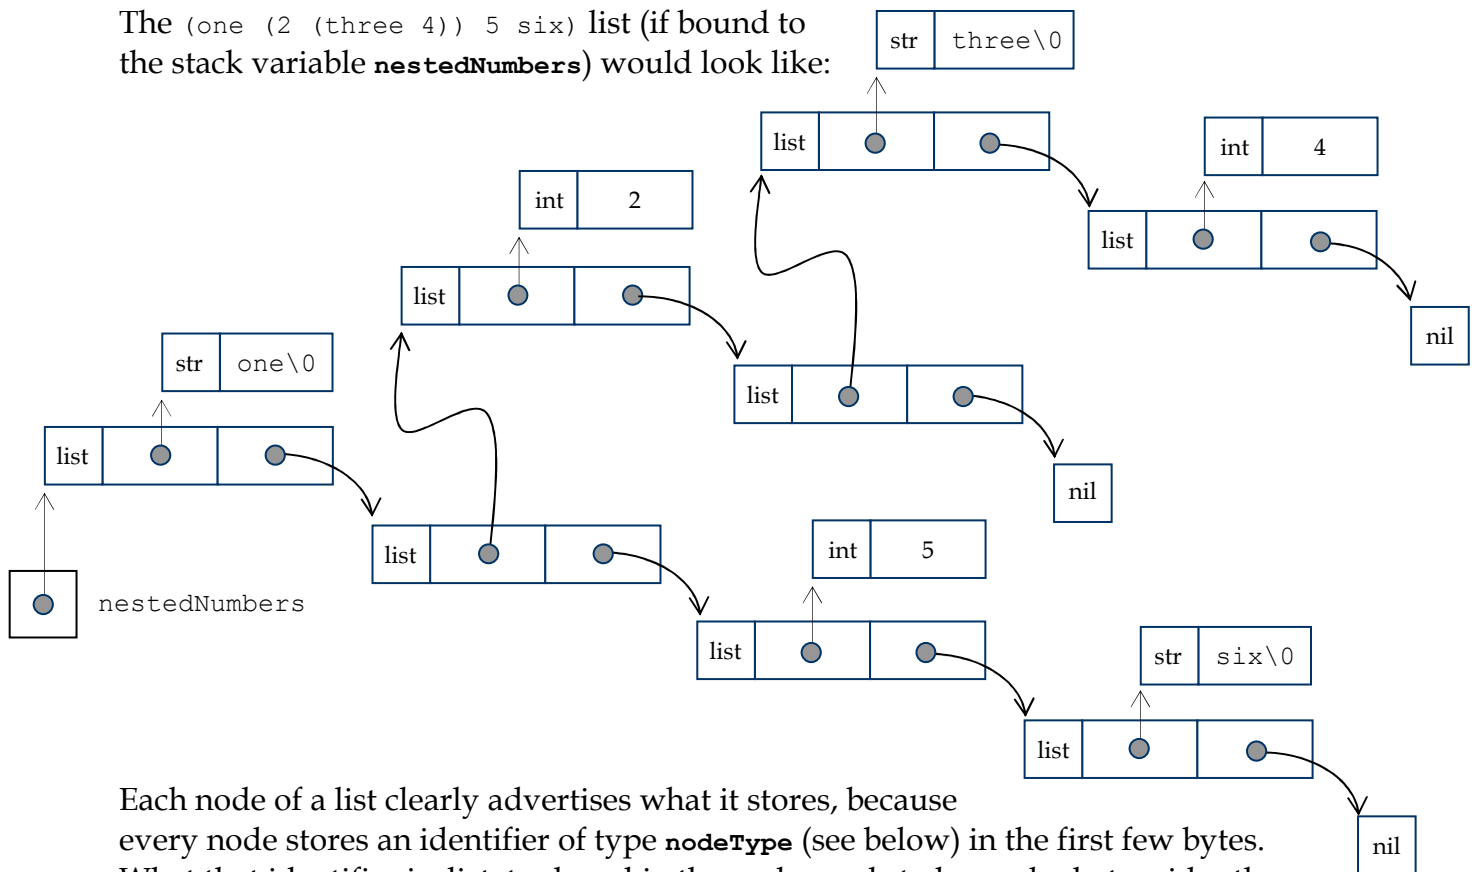 The (one (2 (three 4)) 5 six) list (if bound to
the stack variable nestedNumbers) would look like:
str three\0
list
int 4
list
nil
int 2
list
list
nil
str one\0
list
nestedNumbers
list
int 5
list
str six\0
list
nil
Each node of a list clearly advertises what it stores, because
every node stores an identifier of type nodeType (see below) in the first few bytes.